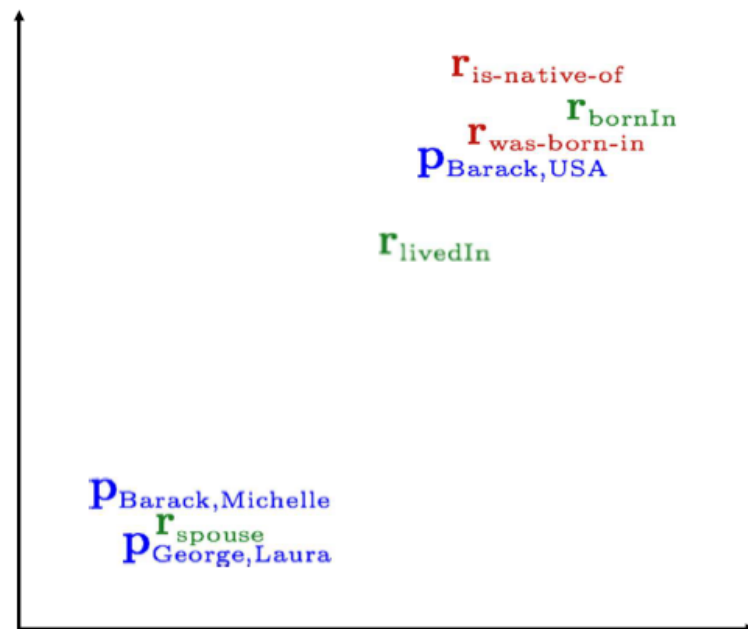 r is-native-of
r bornIn
r was-born-in
p Barack,USA
r livedIn
p Barack,Michelle
r spouse
p George,Laura